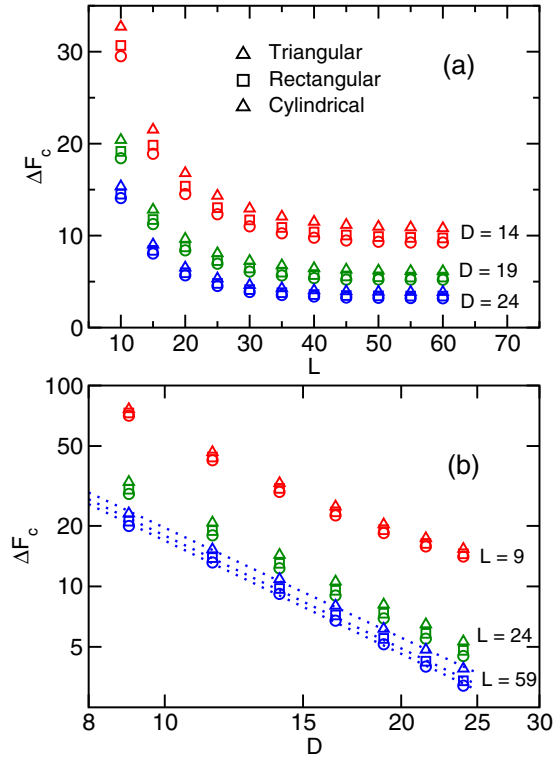 (a)
Triangular
Rectangular
Cylindrical
ΔF_c
30
20
10
0
D = 14
D = 19
D = 24
10 20 30 40 50 60 70
L
(b)
ΔF_c
100
50
20
10
5
L = 9
L = 24
L = 59
8 10 15 20 25 30
D